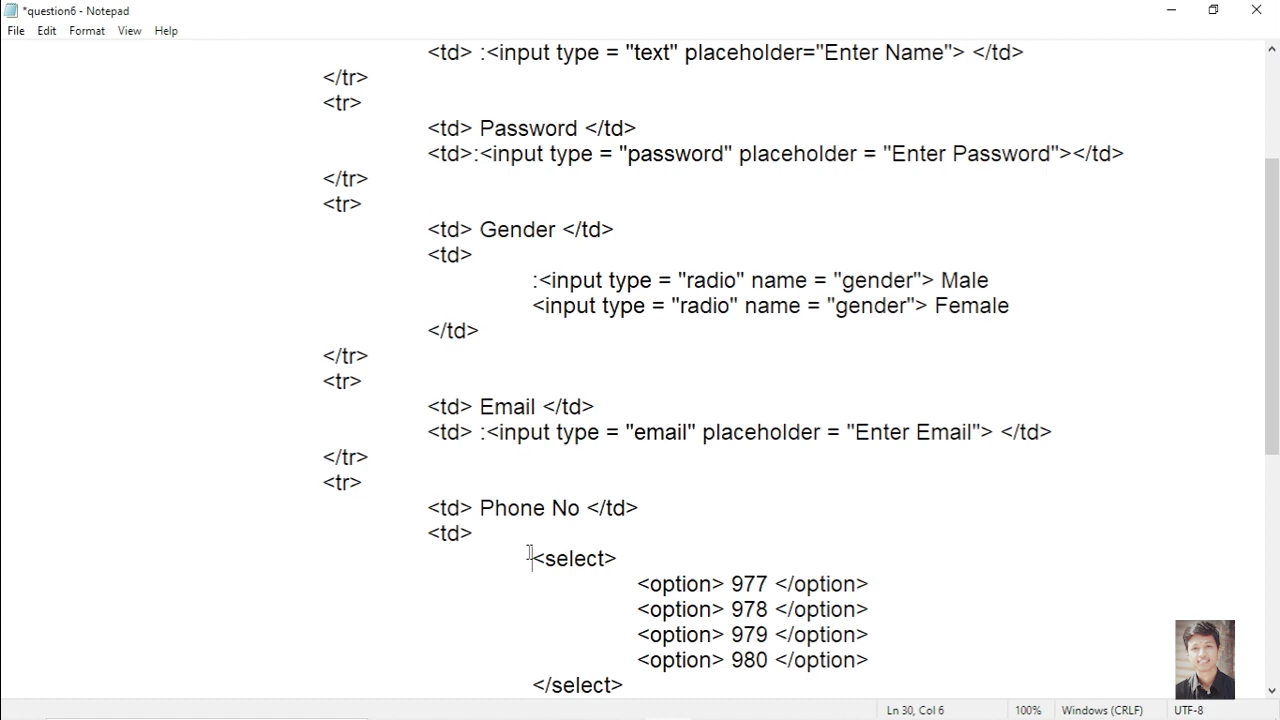 *question6 - Notepad
File Edit Format View Help
<td> :<input type = "text" placeholder="Enter Name"> </td>
</tr>
<tr>
<td> Password </td>
<td>:<input type = "password" placeholder = "Enter Password"></td>
</tr>
<tr>
<td> Gender </td>
<td>
:<input type = "radio" name = "gender"> Male
<input type = "radio" name = "gender"> Female
</td>
</tr>
<tr>
<td> Email </td>
<td> :<input type = "email" placeholder = "Enter Email"> </td>
</tr>
<tr>
<td> Phone No </td>
<td>
<select>
<option> 977 </option>
<option> 978 </option>
<option> 979 </option>
<option> 980 </option>
</select>
Ln 30, Col 6 100% Windows (CRLF) UTF-8